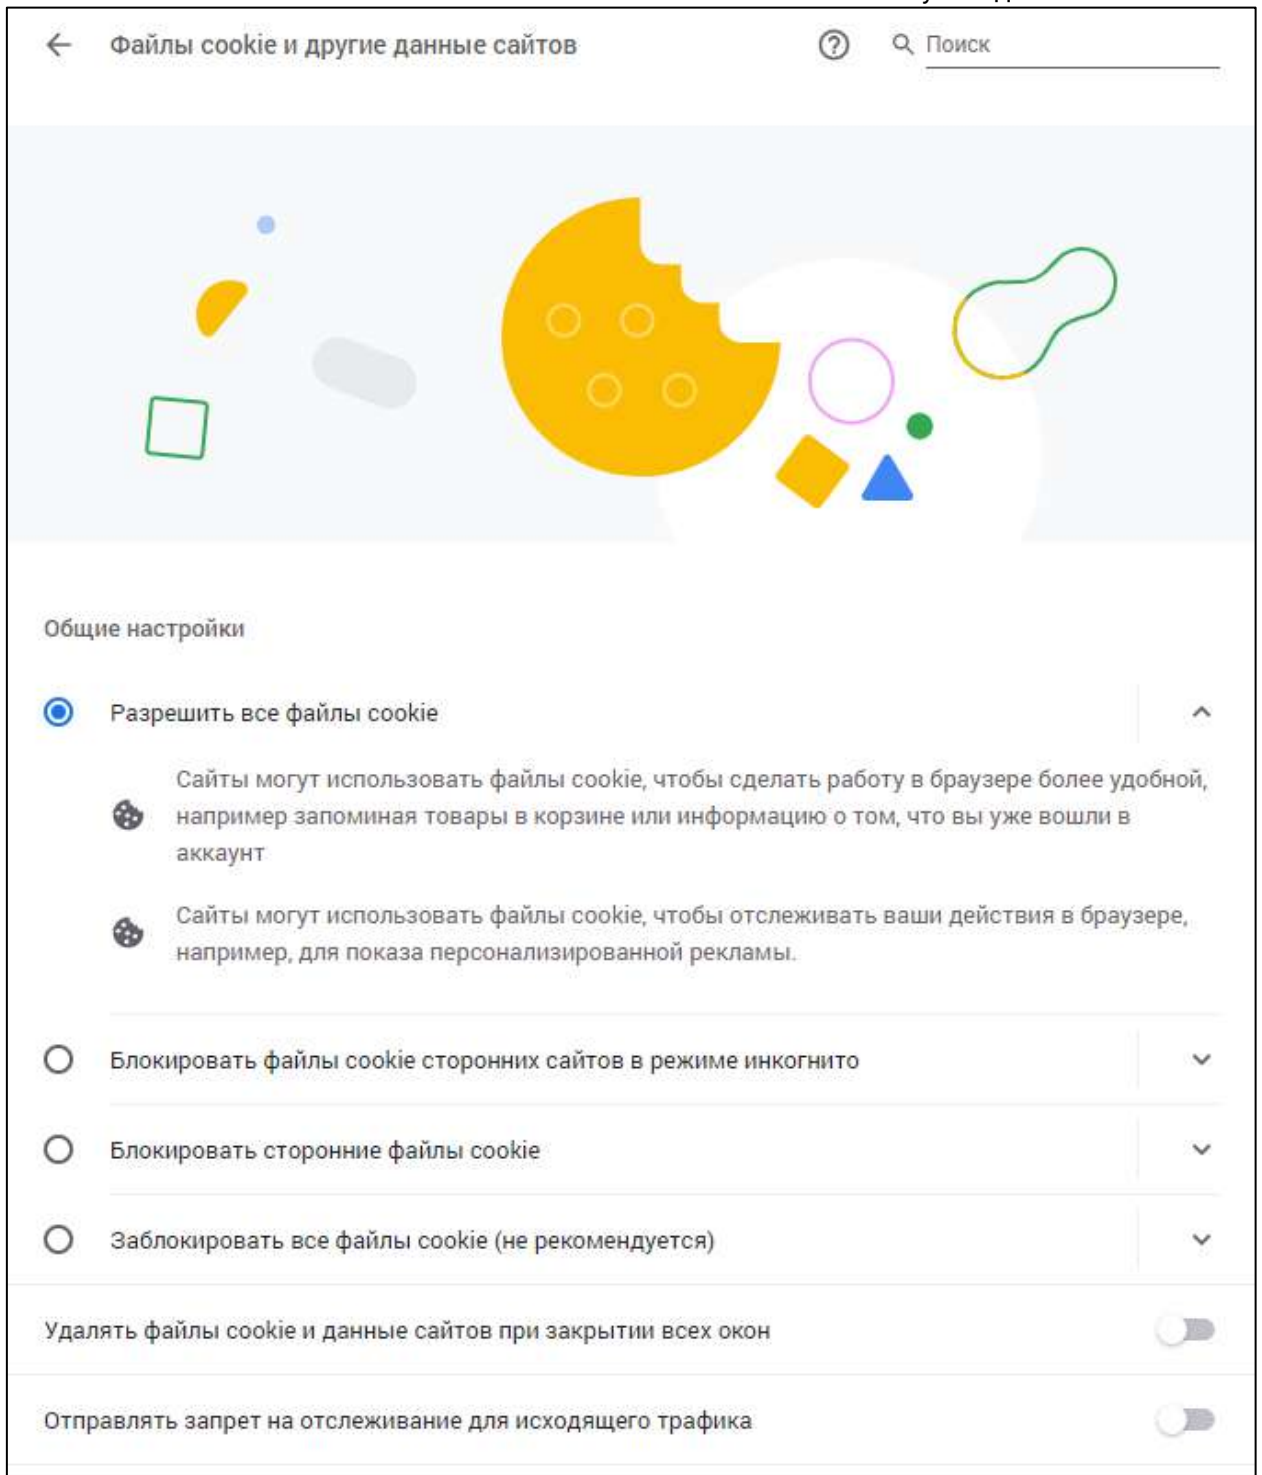 Файлы cookie и другие данные сайтов
Поиск
Общие настройки
Разрешить все файлы cookie
Сайты могут использовать файлы cookie, чтобы сделать работу в браузере более удобной,
например запоминая товары в корзине или информацию о том, что вы уже вошли в
аккаунт
Сайты могут использовать файлы cookie, чтобы отслеживать ваши действия в браузере,
например, для показа персонализированной рекламы.
Блокировать файлы cookie сторонних сайтов в режиме инкогнито
Блокировать сторонние файлы cookie
Заблокировать все файлы cookie (не рекомендуется)
Удалять файлы cookie и данные сайтов при закрытии всех окон
Отправлять запрет на отслеживание для исходящего трафика